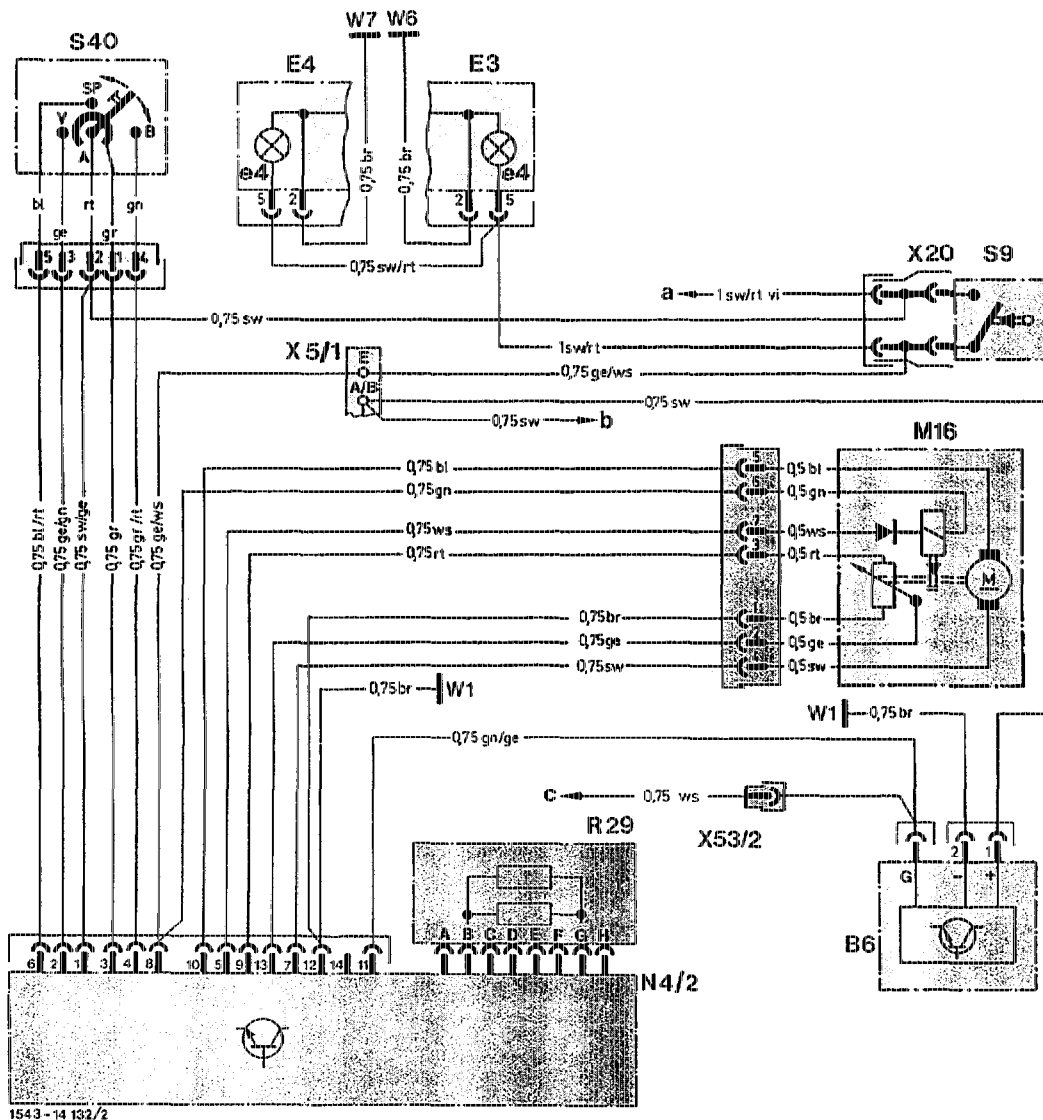 W7 W6
S40
E4 E3
SP
V
B
A
e4 e4
5 2 2 5
0,75 br
0,75 br
bl rt gn
ge gr
5 3 2 1 4
0,75 sw/rt
X20 S9
a 1 sw/rt vi
0,75 sw
1sw/rt
X 5/1
E
0,75 ge/ws
A/B
0,75 sw
0,75 sw b
M16
0,75 bl 5 0,5 bl
0,75 gn 0,5 gn
0,75 ws 0,5 ws
0,75 rt 3 0,5 rt
M
0,75 br 0,5 br
0,75 ge 0,5 ge
0,75 sw 0,5 sw
0,75 bl/rt
0,75 ge/gn
0,75 sw/ge
0,75 gr
0,75 gr/rt
0,75 ge/ws
0,75 br W1
W1 0,75 br
0,75 gn/ge
c 0,75 ws
X53/2
R29
2 1
G - +
B6
A B C D E F G H
6 2 1 3 4 8 10 5 9 13 7 12 14 11
N4/2
1543 - 14 132/2